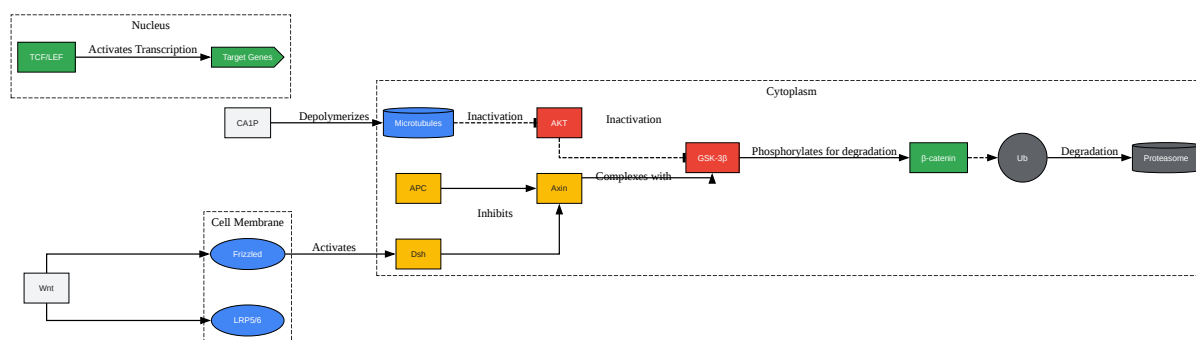 Nucleus
TCF/LEF
Activates Transcription
Target Genes
Cytoplasm
CA1P
Depolymerizes
Microtubules
Inactivation
AKT
Inactivation
GSK-3β
Phosphorylates for degradation
β-catenin
Ub
Degradation
Proteasome
APC
Axin
Complexes with
Inhibits
Cell Membrane
Frizzled
Activates
Dsh
Wnt
LRP5/6